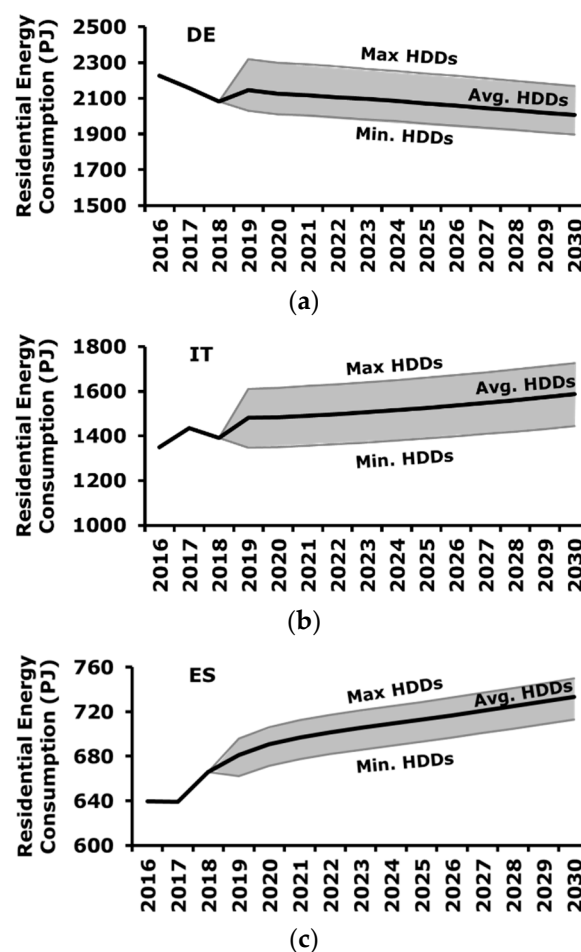 Residential Energy
Consumption (PJ)
DE
2500
2300
2100
1900
1700
1500
Max HDDs
Avg. HDDs
Min. HDDs
2016 2017 2018 2019 2020 2021 2022 2023 2024 2025 2026 2027 2028 2029 2030
(a)
Residential Energy
Consumption (PJ)
IT
1800
1600
1400
1200
1000
Max HDDs
Avg. HDDs
Min. HDDs
2016 2017 2018 2019 2020 2021 2022 2023 2024 2025 2026 2027 2028 2029 2030
(b)
Residential Energy
Consumption (PJ)
ES
760
720
680
640
600
Max HDDs
Avg. HDDs
Min. HDDs
2016 2017 2018 2019 2020 2021 2022 2023 2024 2025 2026 2027 2028 2029 2030
(c)